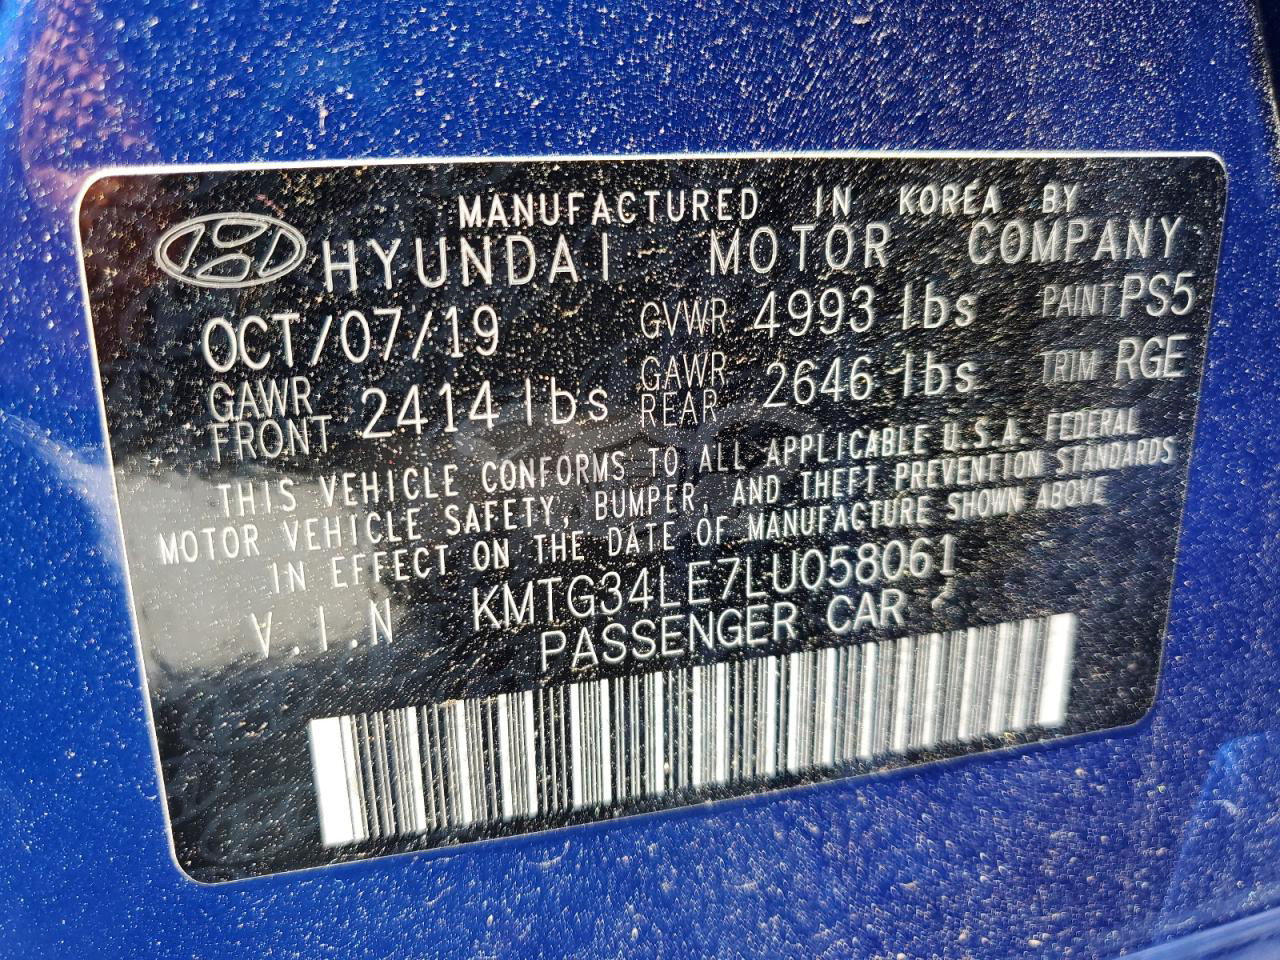 MANUFACTURED IN KOREA BY
HYUNDAI MOTOR COMPANY
OCT/07/19 GVWR 4993 lbs PAINT PS5
GAWR FRONT 2414 lbs GAWR REAR 2646 lbs TRIM RGE
THIS VEHICLE CONFORMS TO ALL APPLICABLE U.S.A. FEDERAL
MOTOR VEHICLE SAFETY, BUMPER, AND THEFT PREVENTION STANDARDS
IN EFFECT ON THE DATE OF MANUFACTURE SHOWN ABOVE
V.I.N KMTG34LE7LU058061
PASSENGER CAR